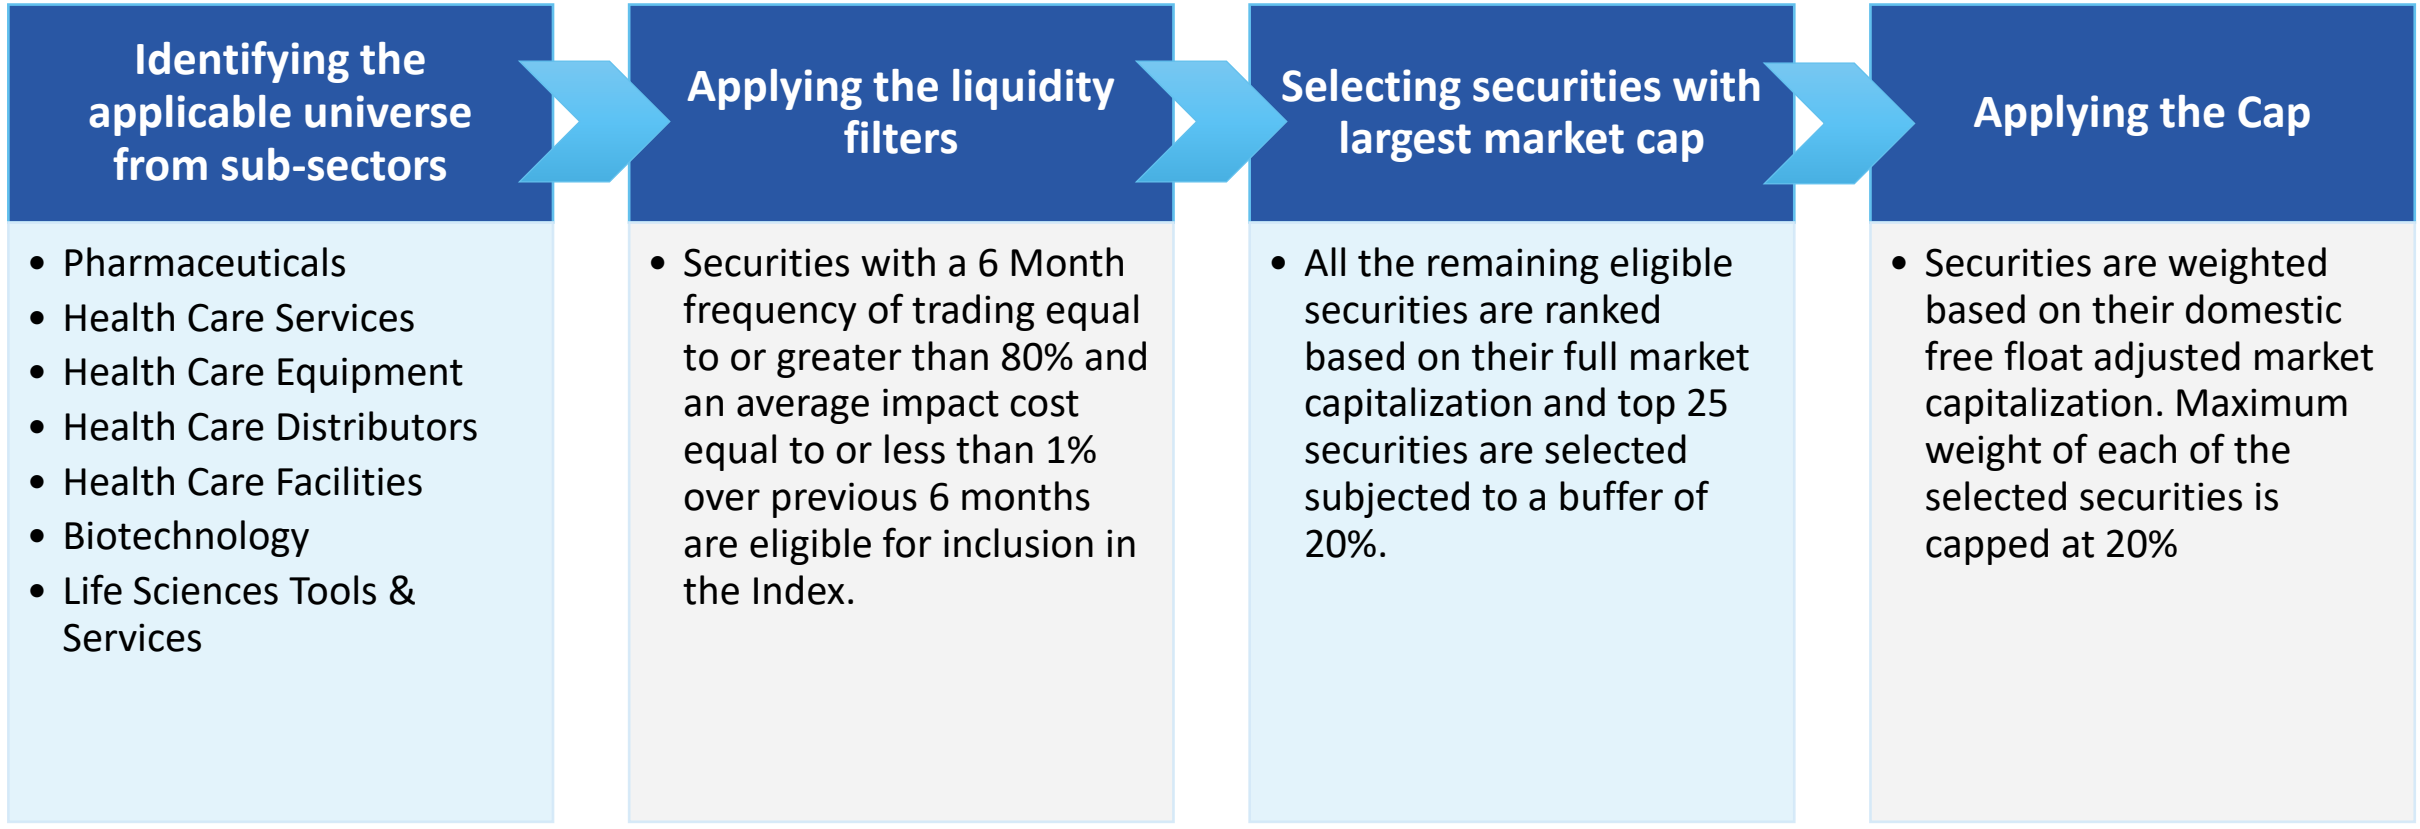 Identifying the
applicable universe
from sub-sectors
• Pharmaceuticals
• Health Care Services
• Health Care Equipment
• Health Care Distributors
• Health Care Facilities
• Biotechnology
• Life Sciences Tools &
Services
Applying the liquidity
filters
• Securities with a 6 Month
frequency of trading equal
to or greater than 80% and
an average impact cost
equal to or less than 1%
over previous 6 months
are eligible for inclusion in
the Index.
Selecting securities with
largest market cap
• All the remaining eligible
securities are ranked
based on their full market
capitalization and top 25
securities are selected
subjected to a buffer of
20%.
Applying the Cap
• Securities are weighted
based on their domestic
free float adjusted market
capitalization. Maximum
weight of each of the
selected securities is
capped at 20%